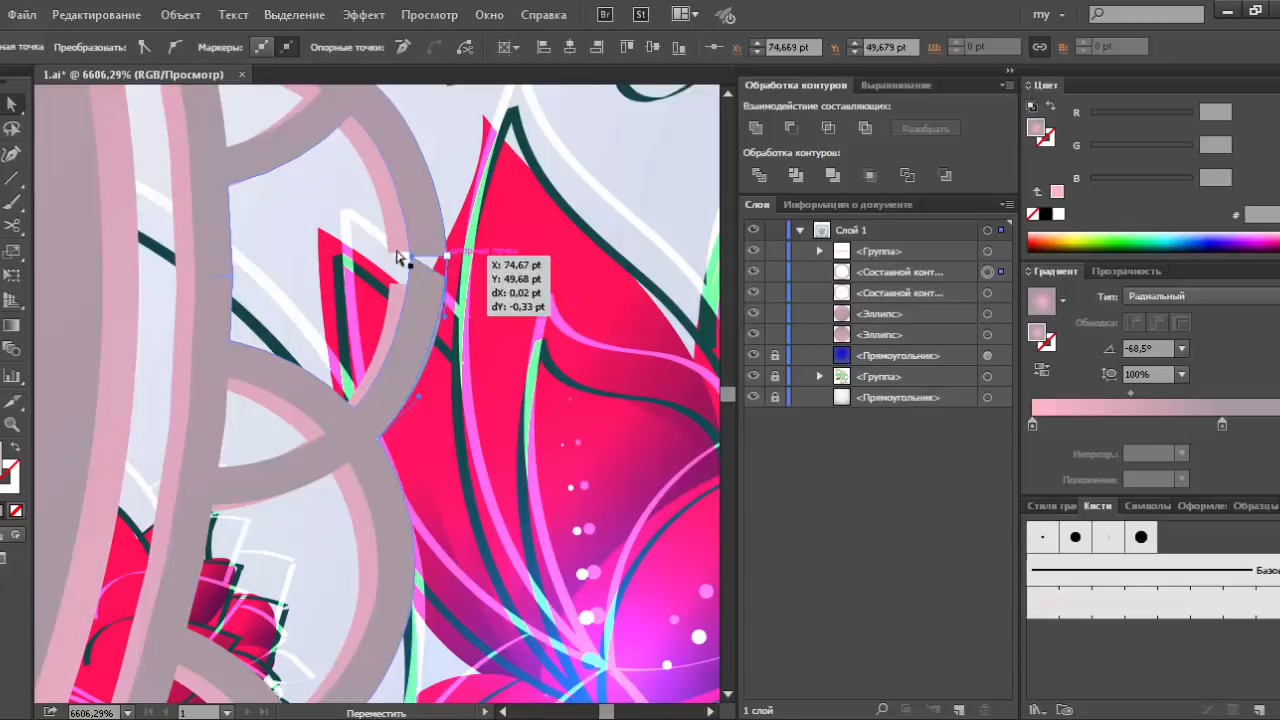 Файл Редактирование Объект Текст Выделение Эффект Просмотр Окно Справка Br St my
ная точка Преобразовать: Маркеры: Опорные точки: X: 74,669 pt Y: 49,679 pt Ш: 0 pt В: 0 pt
1.ai* @ 6606,29% (RGB/Просмотр) ×
Обработка контуров Выравнивание
Взаимодействие составляющих:
Разобрать
Обработка контуров:
Слои Информация о документе
Слой 1
<Группа>
<Составной конт...
<Составной конт...
<Эллипс>
<Эллипс>
<Прямоугольник>
<Группа>
<Прямоугольник>
1 слой
Цвет
R
G
B
#
Градиент Прозрачность
Тип: Радиальный
Обводка:
-68,5°
100%
Непрозр.:
Положение:
Стили гра Кисти Символы Оформле Образцы
Базо
опорная точка
X: 74,67 pt
Y: 49,68 pt
dX: 0,02 pt
dY: -0,33 pt
6606,29% 1 Переместить